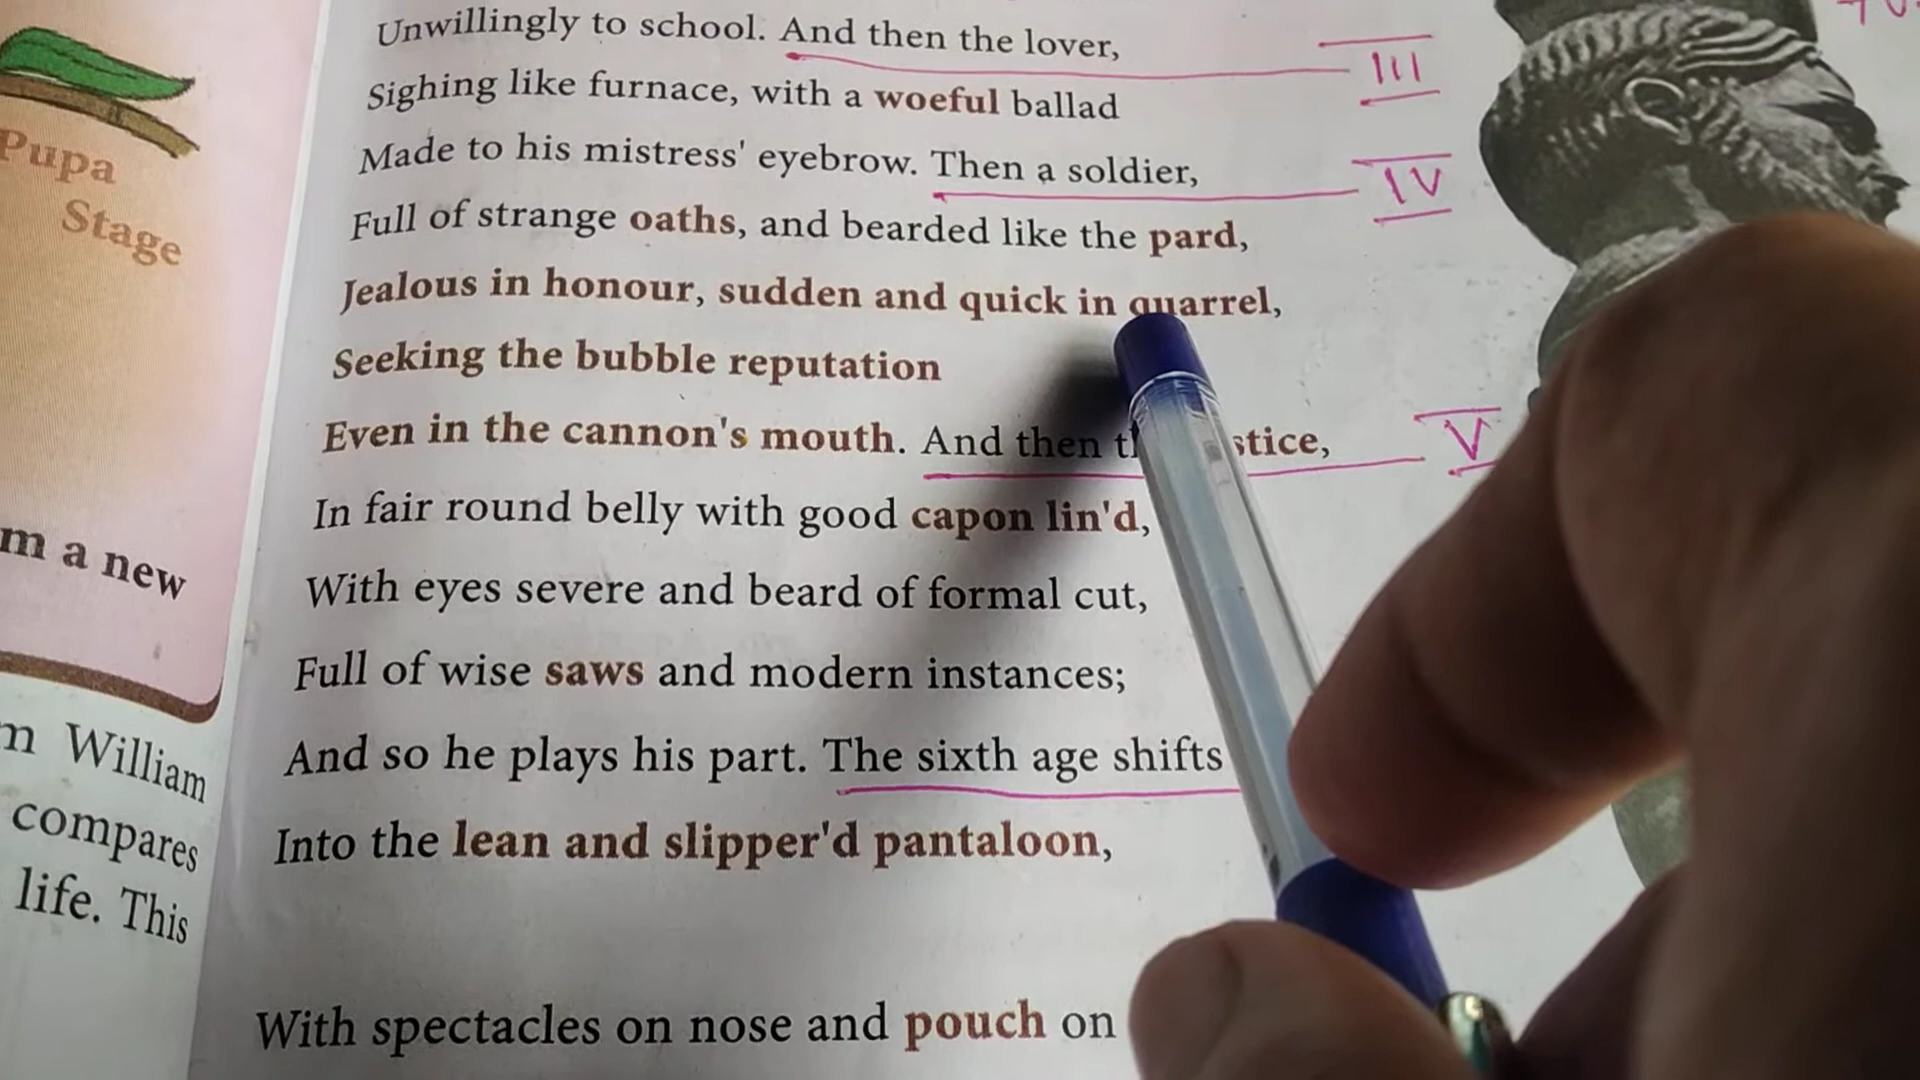 Pupa
Stage
m a new
m William
compares
life. This
Unwillingly to school. And then the lover,
III
Sighing like furnace, with a woeful ballad
Made to his mistress' eyebrow. Then a soldier,
IV
Full of strange oaths, and bearded like the pard,
Jealous in honour, sudden and quick in quarrel,
Seeking the bubble reputation
Even in the cannon's mouth. And then stice,
V
In fair round belly with good capon lin'd,
With eyes severe and beard of formal cut,
Full of wise saws and modern instances;
And so he plays his part. The sixth age shifts
Into the lean and slipper'd pantaloon,
With spectacles on nose and pouch on